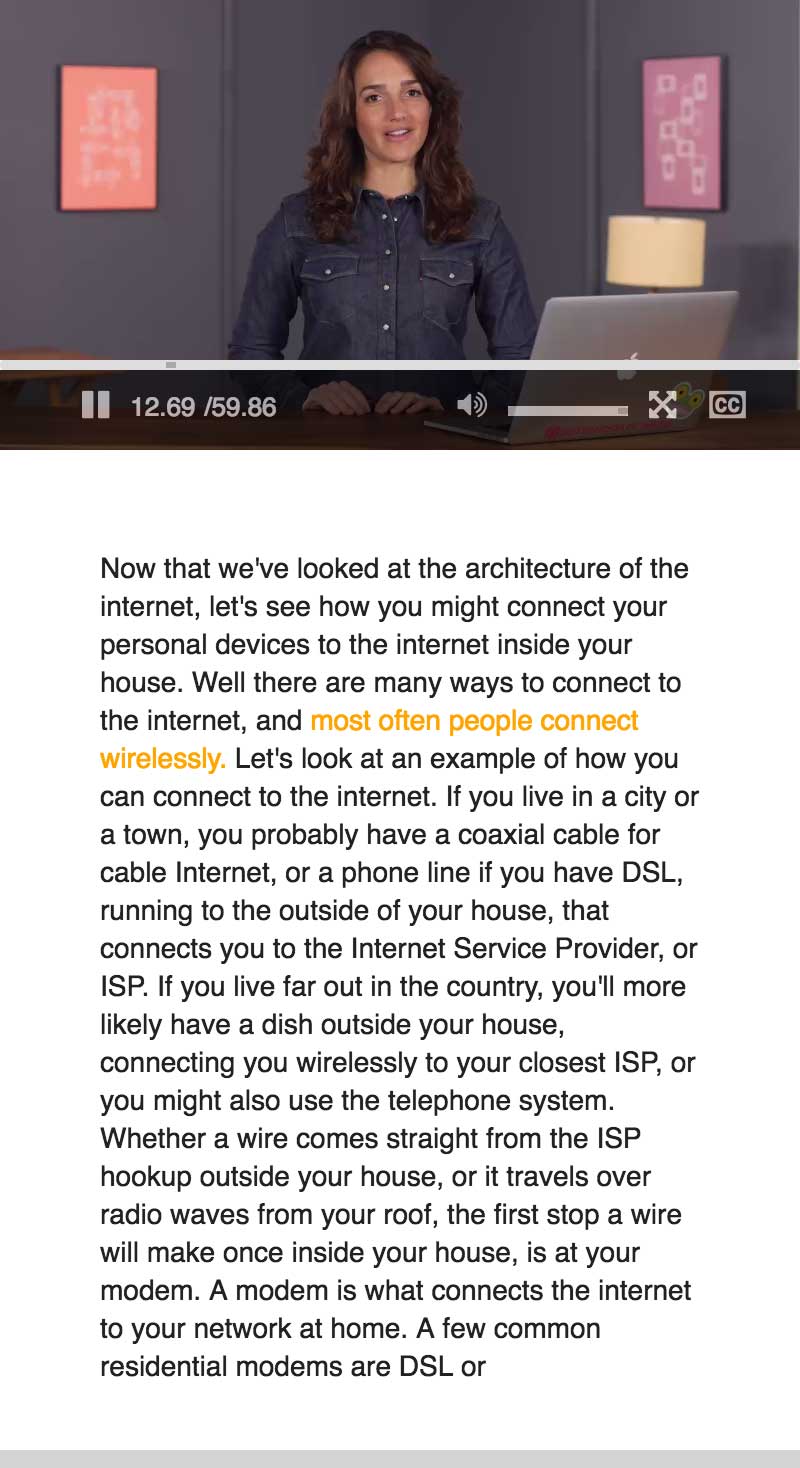 12.69 /59.86
CC
Now that we've looked at the architecture of the
internet, let's see how you might connect your
personal devices to the internet inside your
house. Well there are many ways to connect to
the internet, and most often people connect
wirelessly. Let's look at an example of how you
can connect to the internet. If you live in a city or
a town, you probably have a coaxial cable for
cable Internet, or a phone line if you have DSL,
running to the outside of your house, that
connects you to the Internet Service Provider, or
ISP. If you live far out in the country, you'll more
likely have a dish outside your house,
connecting you wirelessly to your closest ISP, or
you might also use the telephone system.
Whether a wire comes straight from the ISP
hookup outside your house, or it travels over
radio waves from your roof, the first stop a wire
will make once inside your house, is at your
modem. A modem is what connects the internet
to your network at home. A few common
residential modems are DSL or